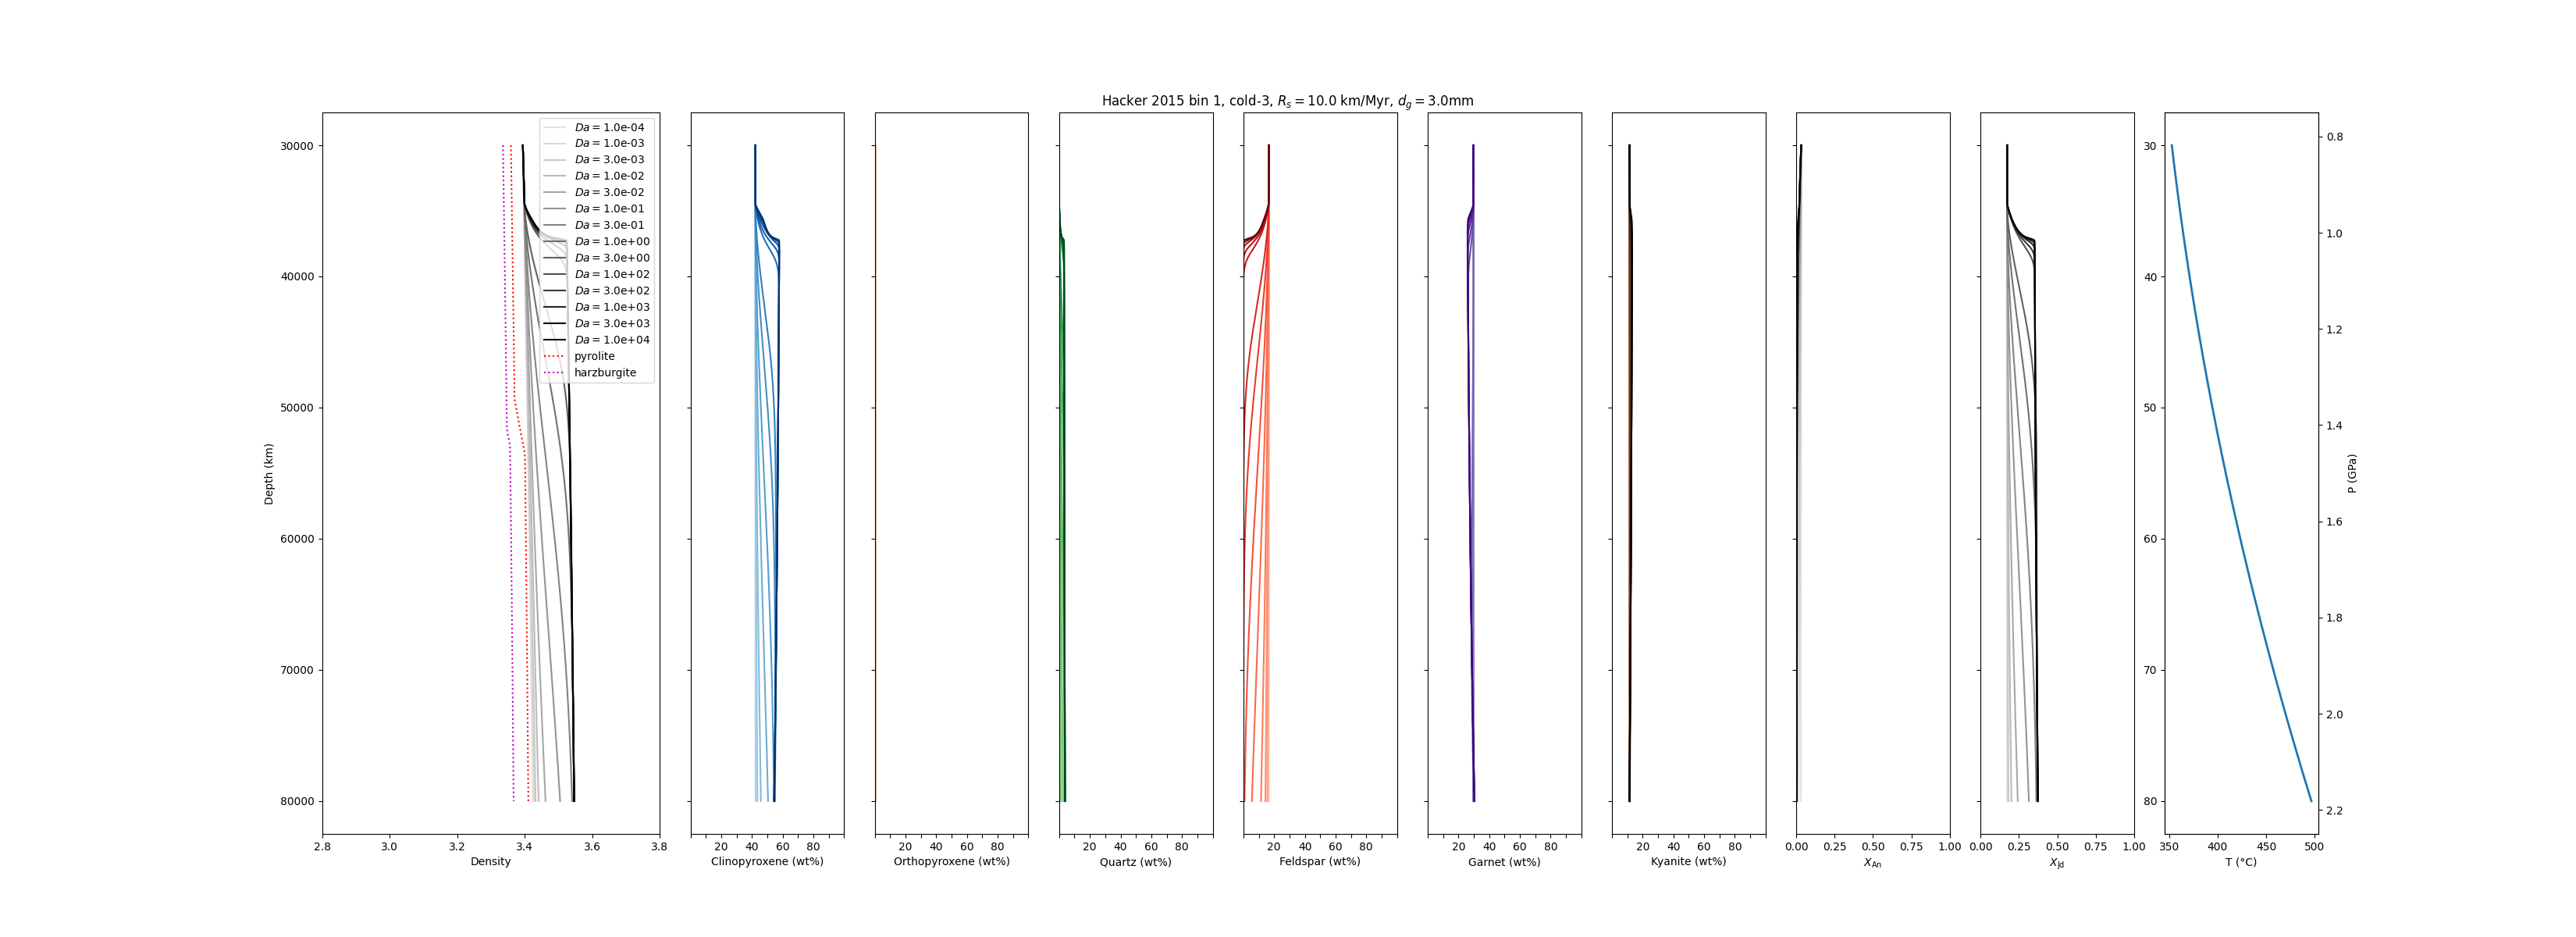 Hacker 2015 bin 1, cold-3, R_s = 10.0 km/Myr, d_g = 3.0mm
Da = 1.0e-04
Da = 1.0e-03
Da = 3.0e-03
Da = 1.0e-02
Da = 3.0e-02
Da = 1.0e-01
Da = 3.0e-01
Da = 1.0e+00
Da = 3.0e+00
Da = 1.0e+02
Da = 3.0e+02
Da = 1.0e+03
Da = 3.0e+03
Da = 1.0e+04
pyrolite
harzburgite
Depth (km)
30000
40000
50000
60000
70000
80000
2.8 3.0 3.2 3.4 3.6 3.8
Density
20 40 60 80
Clinopyroxene (wt%)
20 40 60 80
Orthopyroxene (wt%)
20 40 60 80
Quartz (wt%)
20 40 60 80
Feldspar (wt%)
20 40 60 80
Garnet (wt%)
20 40 60 80
Kyanite (wt%)
0.00 0.25 0.50 0.75 1.00
X_An
0.00 0.25 0.50 0.75 1.00
X_Jd
30
40
50
60
70
80
350 400 450 500
T (°C)
0.8
1.0
1.2
1.4
1.6
1.8
2.0
2.2
P (GPa)